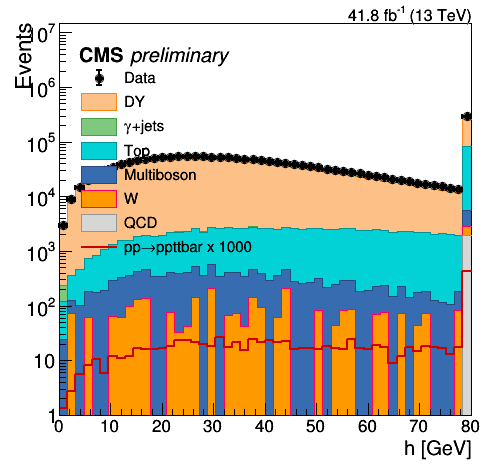 41.8 fb⁻¹ (13 TeV)
Events
CMS preliminary
Data
DY
γ+jets
Top
Multiboson
W
QCD
pp→ppttbar x 1000
10⁷
10⁶
10⁵
10⁴
10³
10²
10
1
0 10 20 30 40 50 60 70 80
h [GeV]